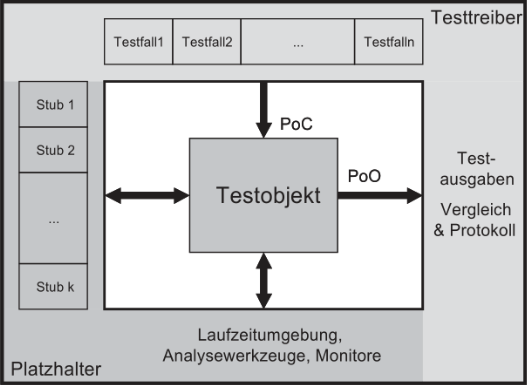 Testtreiber
Testfall1
Testfall2
...
Testfalln
Stub 1
Stub 2
...
Stub k
PoC
Testobjekt
PoO
Test-
ausgaben
Vergleich
& Protokoll
Laufzeitumgebung,
Analysewerkzeuge, Monitore
Platzhalter